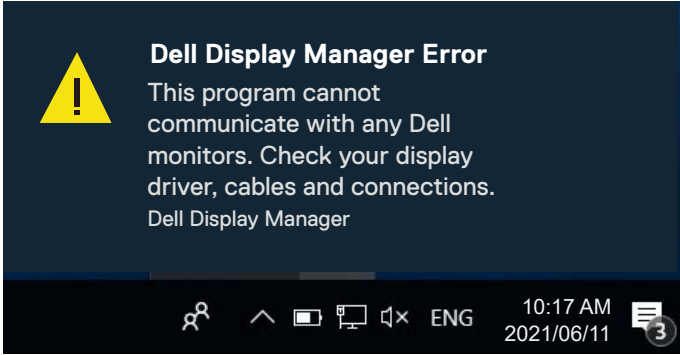 Dell Display Manager Error
This program cannot
communicate with any Dell
monitors. Check your display
driver, cables and connections.
Dell Display Manager
ENG
10:17 AM
2021/06/11
3